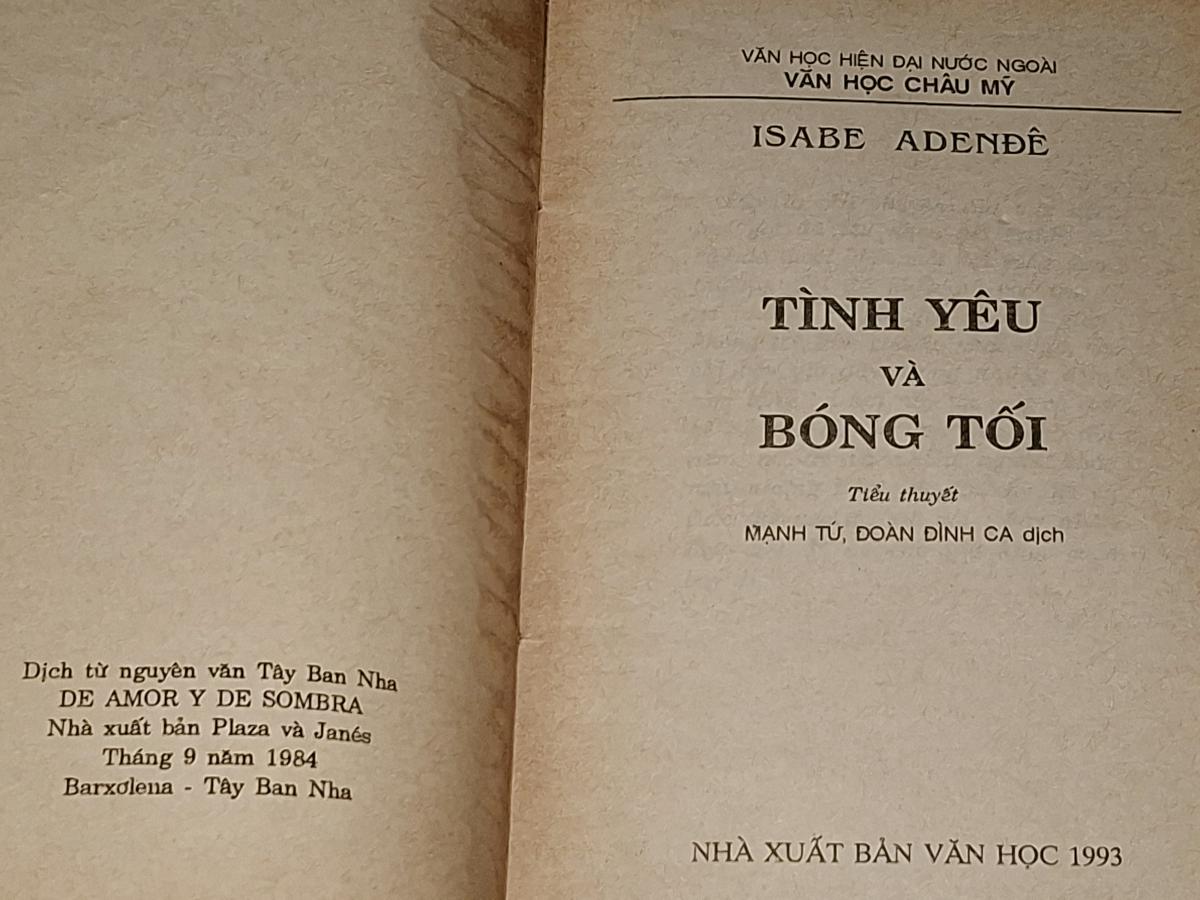 Dịch từ nguyên văn Tây Ban Nha
DE AMOR Y DE SOMBRA
Nhà xuất bản Plaza và Janés
Tháng 9 năm 1984
Barxơlena - Tây Ban Nha
VĂN HỌC HIỆN ĐẠI NƯỚC NGOÀI
VĂN HỌC CHÂU MỸ
ISABE ADENĐÊ
TÌNH YÊU
VÀ
BÓNG TỐI
Tiểu thuyết
MẠNH TỨ, ĐOÀN ĐÌNH CA dịch
NHÀ XUẤT BẢN VĂN HỌC 1993